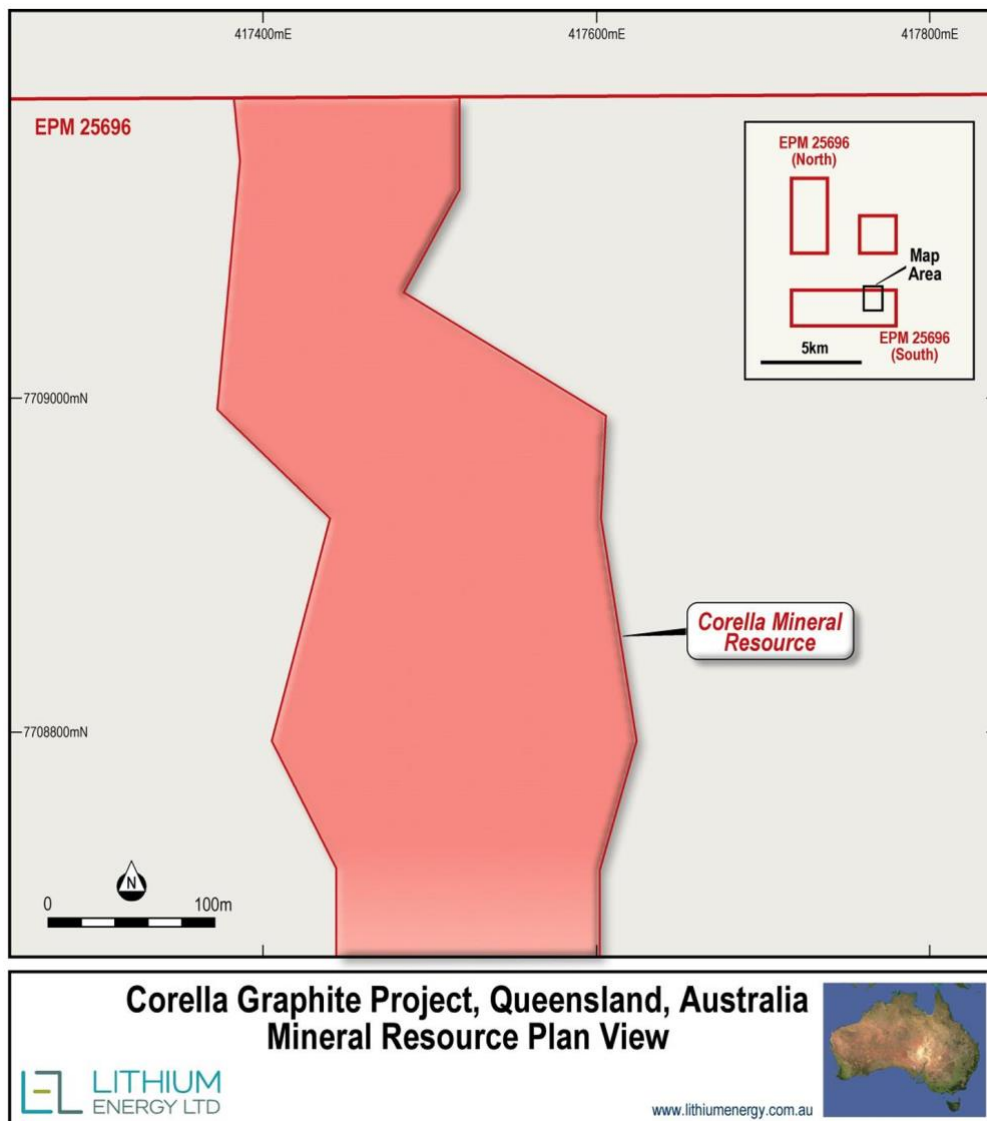 417400mE
417600mE
417800mE
EPM 25696
EPM 25696
(North)
Map
Area
5km
EPM 25696
(South)
7709000mN
Corella Mineral
Resource
7708800mN
N
0
100m
Corella Graphite Project, Queensland, Australia
Mineral Resource Plan View
LEL
LITHIUM
ENERGY LTD
www.lithiumenergy.com.au